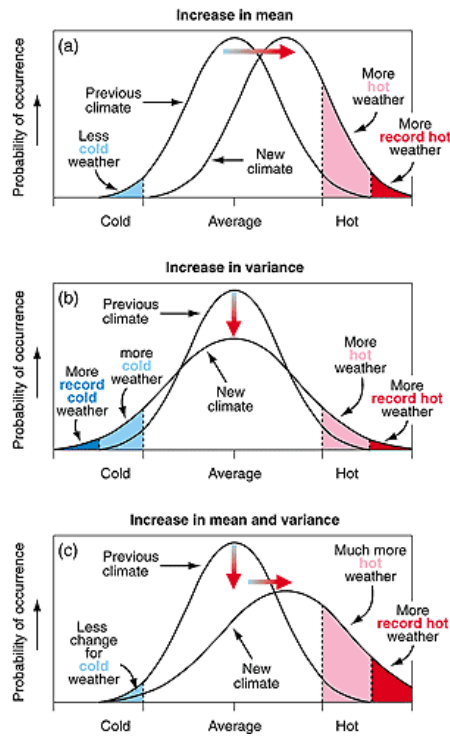 Increase in mean
(a)
Previous
climate
Less
cold
weather
New
climate
More
hot
weather
More
record hot
weather
Probability of occurrence
Cold
Average
Hot
Increase in variance
(b)
Previous
climate
more
cold
weather
More
record
cold
weather
New
climate
More
hot
weather
More
record hot
weather
Probability of occurrence
Cold
Average
Hot
Increase in mean and variance
(c)
Previous
climate
Less
change
for
cold
weather
New
climate
Much more
hot
weather
More
record hot
weather
Probability of occurrence
Cold
Average
Hot